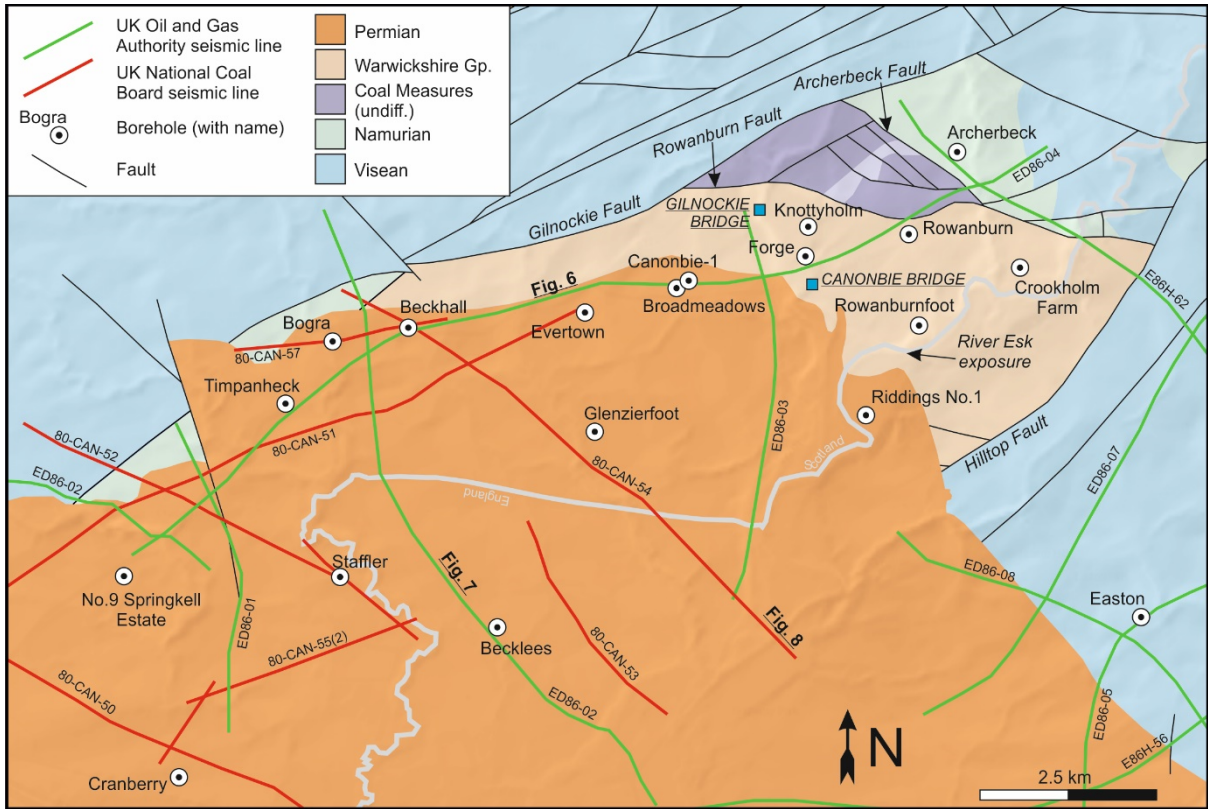 UK Oil and Gas
Authority seismic line
UK National Coal
Board seismic line
Bogra
Borehole (with name)
Fault
Permian
Warwickshire Gp.
Coal Measures
(undiff.)
Namurian
Visean
Archerbeck Fault
Rowanburn Fault
Archerbeck
ED86-04
Gilnockie Fault
GILNOCKIE
BRIDGE
Knottyholm
Rowanburn
Forge
Canonbie-1
CANONBIE BRIDGE
E86H-62
Fig. 6
Broadmeadows
Crookholm
Farm
Beckhall
Evertown
Rowanburnfoot
Bogra
80-CAN-57
River Esk
exposure
Timpanheck
Glenzierfoot
ED86-03
Riddings No.1
80-CAN-51
Hilltop Fault
80-CAN-52
Scotland
ED86-07
ED86-02
80-CAN-54
England
Staffler
Fig. 7
ED86-08
No.9 Springkell
Estate
ED86-01
Easton
Becklees
Fig. 8
80-CAN-55(2)
80-CAN-53
80-CAN-50
ED86-02
ED86-05
N
E86H-56
Cranberry
2.5 km